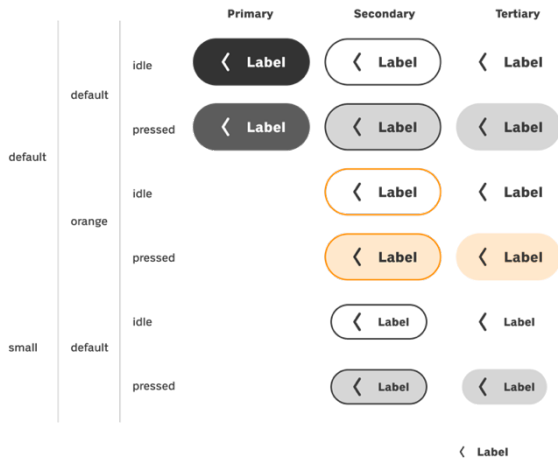 Primary Secondary Tertiary
idle Label Label Label
default
pressed Label Label Label
default
idle Label Label
orange
pressed Label Label
idle Label Label
small default
pressed Label Label
Label